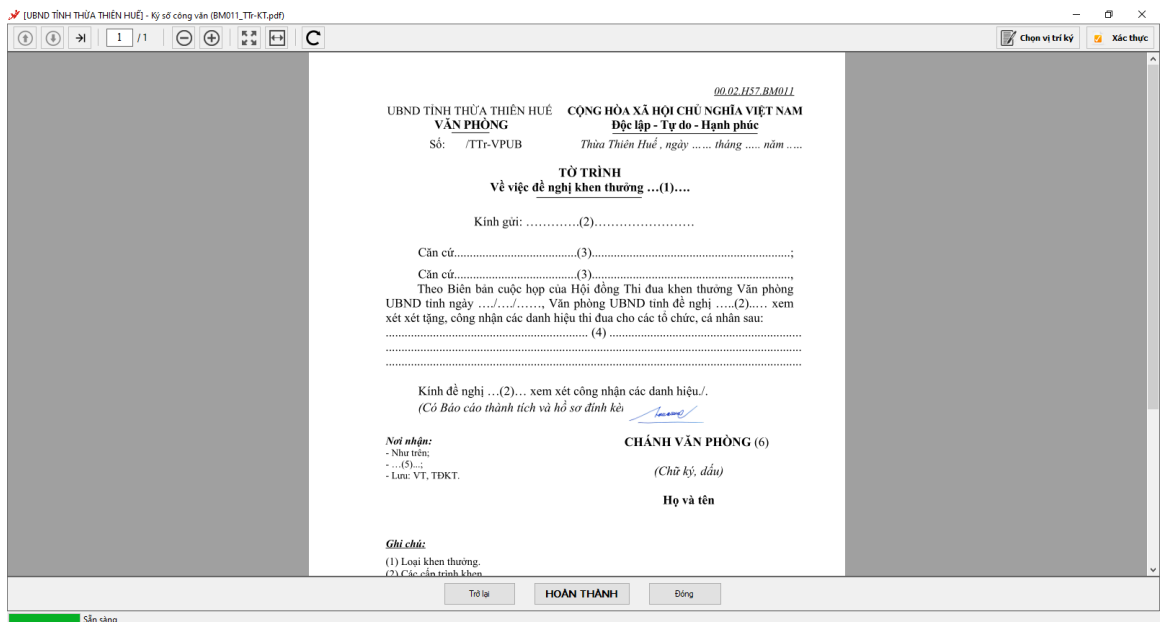 [UBND TỈNH THỪA THIÊN HUẾ] - Ký số công văn (BM011_TTr-KT.pdf)
1 / 1
Chọn vị trí ký
Xác thực
00.02.H57.BM011
UBND TỈNH THỪA THIÊN HUẾ CỘNG HÒA XÃ HỘI CHỦ NGHĨA VIỆT NAM
VĂN PHÒNG Độc lập - Tự do - Hạnh phúc
Số: /TTr-VPUB Thừa Thiên Huế , ngày …... tháng ..... năm .….
TỜ TRÌNH
Về việc đề nghị khen thưởng …(1)….
Kính gửi: ………….(2)…………………….
Căn cứ.......................................(3)...............................................................;
Căn cứ.......................................(3)...............................................................,
Theo Biên bản cuộc họp của Hội đồng Thi đua khen thưởng Văn phòng
UBND tỉnh ngày …./…./……, Văn phòng UBND tỉnh đề nghị …..(2)..… xem
xét xét tặng, công nhận các danh hiệu thi đua cho các tổ chức, cá nhân sau:
................................................................ (4) .............................................................
....................................................................................................................................
....................................................................................................................................
Kính đề nghị …(2)… xem xét công nhận các danh hiệu./.
(Có Báo cáo thành tích và hồ sơ đính kè
Nơi nhận: CHÁNH VĂN PHÒNG (6)
- Như trên;
- …(5)...;
- Lưu: VT, TĐKT.
(Chữ ký, dấu)
Họ và tên
Ghi chú:
(1) Loại khen thưởng.
(2) Các cấp trình khen
Trở lại HOÀN THÀNH Đóng
Sẵn sàng